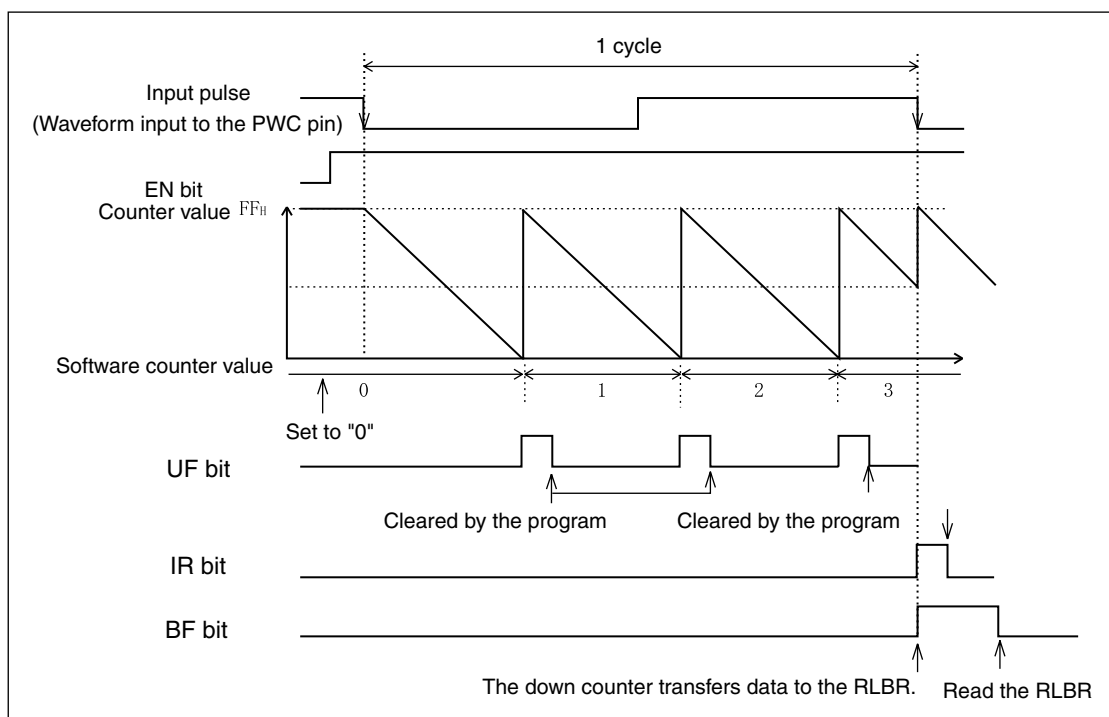 1 cycle
Input pulse
(Waveform input to the PWC pin)
EN bit
Counter value FFH
Software counter value
0 1 2 3
Set to "0"
UF bit
Cleared by the program Cleared by the program
IR bit
BF bit
The down counter transfers data to the RLBR. Read the RLBR